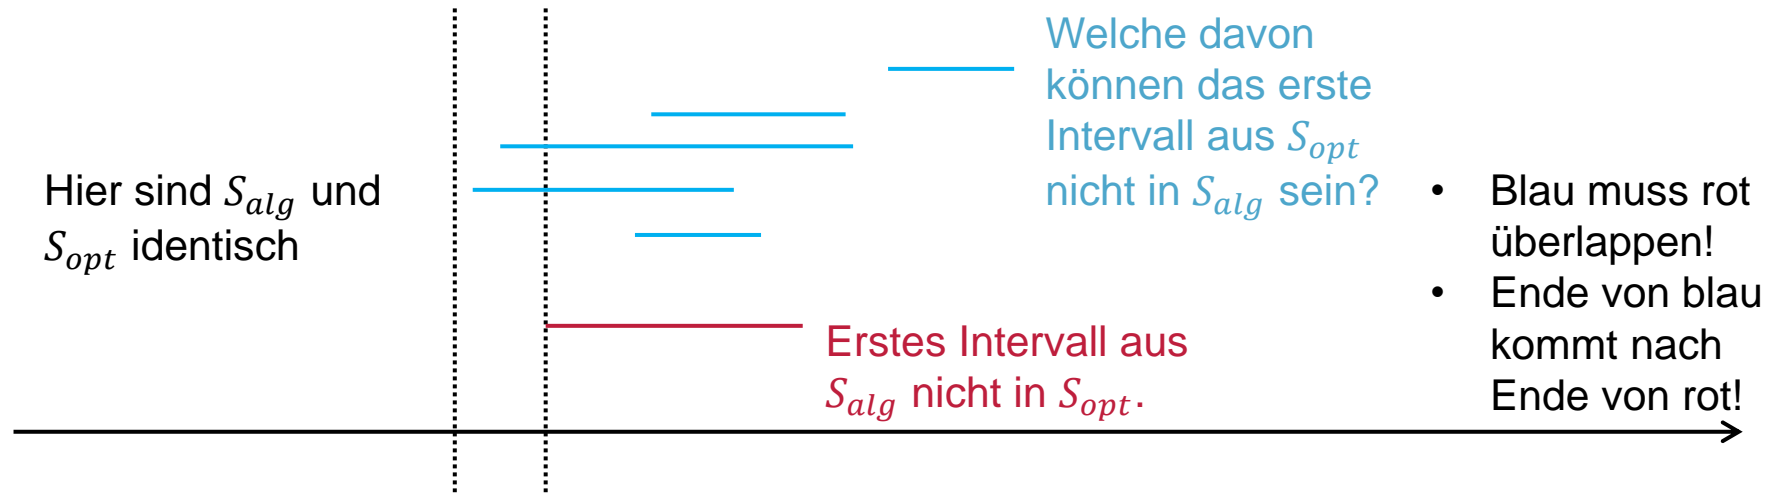 Welche davon
können das erste
Intervall aus S_opt
nicht in S_alg sein?
Hier sind S_alg und
S_opt identisch
• Blau muss rot
überlappen!
• Ende von blau
kommt nach
Ende von rot!
Erstes Intervall aus
S_alg nicht in S_opt.